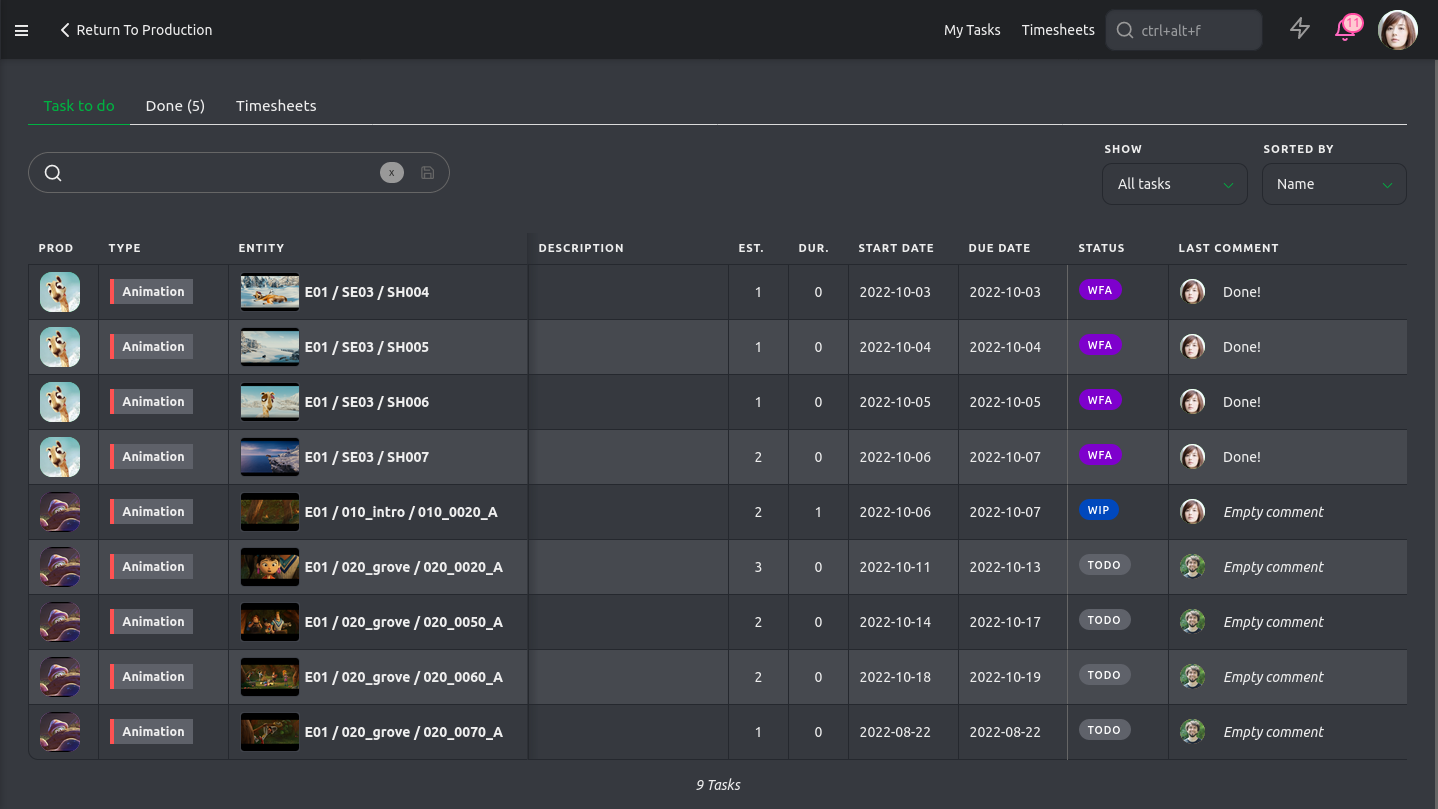 Return To Production
My Tasks
Timesheets
ctrl+alt+f
11
Task to do
Done (5)
Timesheets
x
SHOW
All tasks
SORTED BY
Name
PROD TYPE ENTITY DESCRIPTION EST. DUR. START DATE DUE DATE STATUS LAST COMMENT
Animation E01 / SE03 / SH004 1 0 2022-10-03 2022-10-03 WFA Done!
Animation E01 / SE03 / SH005 1 0 2022-10-04 2022-10-04 WFA Done!
Animation E01 / SE03 / SH006 1 0 2022-10-05 2022-10-05 WFA Done!
Animation E01 / SE03 / SH007 2 0 2022-10-06 2022-10-07 WFA Done!
Animation E01 / 010_intro / 010_0020_A 2 1 2022-10-06 2022-10-07 WIP Empty comment
Animation E01 / 020_grove / 020_0020_A 3 0 2022-10-11 2022-10-13 TODO Empty comment
Animation E01 / 020_grove / 020_0050_A 2 0 2022-10-14 2022-10-17 TODO Empty comment
Animation E01 / 020_grove / 020_0060_A 2 0 2022-10-18 2022-10-19 TODO Empty comment
Animation E01 / 020_grove / 020_0070_A 1 0 2022-08-22 2022-08-22 TODO Empty comment
9 Tasks